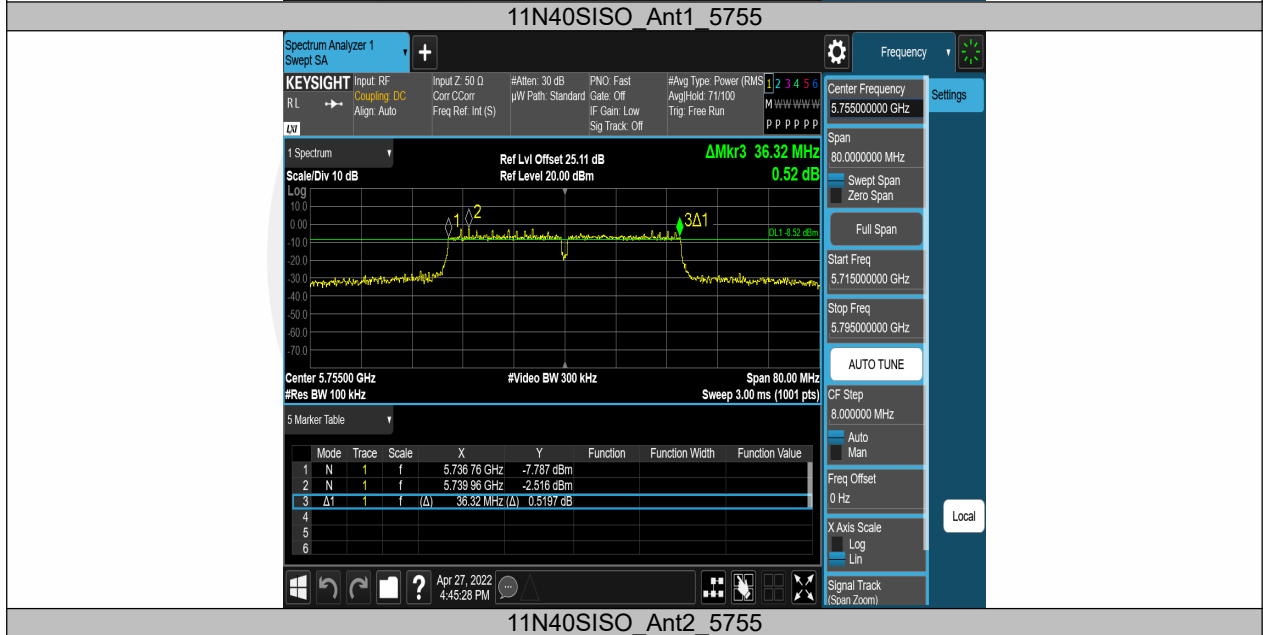 11N40SISO_Ant1_5755
Spectrum Analyzer 1
Swept SA
+
Frequency
KEYSIGHT
RL
LXI
Input: RF
Coupling: DC
Align: Auto
Input Z: 50 Ω
Corr CCorr
Freq Ref: Int (S)
#Atten: 30 dB
µW Path: Standard
PNO: Fast
Gate: Off
IF Gain: Low
Sig Track: Off
#Avg Type: Power (RMS
Avg|Hold: 71/100
Trig: Free Run
1 2 3 4 5 6
M W W W W W
P P P P P P
Center Frequency
5.755000000 GHz
Settings
1 Spectrum
Scale/Div 10 dB
Ref Lvl Offset 25.11 dB
Ref Level 20.00 dBm
ΔMkr3 36.32 MHz
0.52 dB
Log
10.0
0.00
-10.0
-20.0
-30.0
-40.0
-50.0
-60.0
-70.0
1
2
3Δ1
DL1 -8.52 dBm
Center 5.75500 GHz
#Res BW 100 kHz
#Video BW 300 kHz
Span 80.00 MHz
Sweep 3.00 ms (1001 pts)
Span
80.0000000 MHz
Swept Span
Zero Span
Full Span
Start Freq
5.715000000 GHz
Stop Freq
5.795000000 GHz
AUTO TUNE
CF Step
8.000000 MHz
Auto
Man
Freq Offset
0 Hz
X Axis Scale
Log
Lin
Signal Track
(Span Zoom)
Local
5 Marker Table
Mode Trace Scale X Y Function Function Width Function Value
1 N 1 f 5.736 76 GHz -7.787 dBm
2 N 1 f 5.739 96 GHz -2.516 dBm
3 Δ1 1 f (Δ) 36.32 MHz (Δ) 0.5197 dB
4
5
6
?
Apr 27, 2022
4:45:28 PM
11N40SISO_Ant2_5755